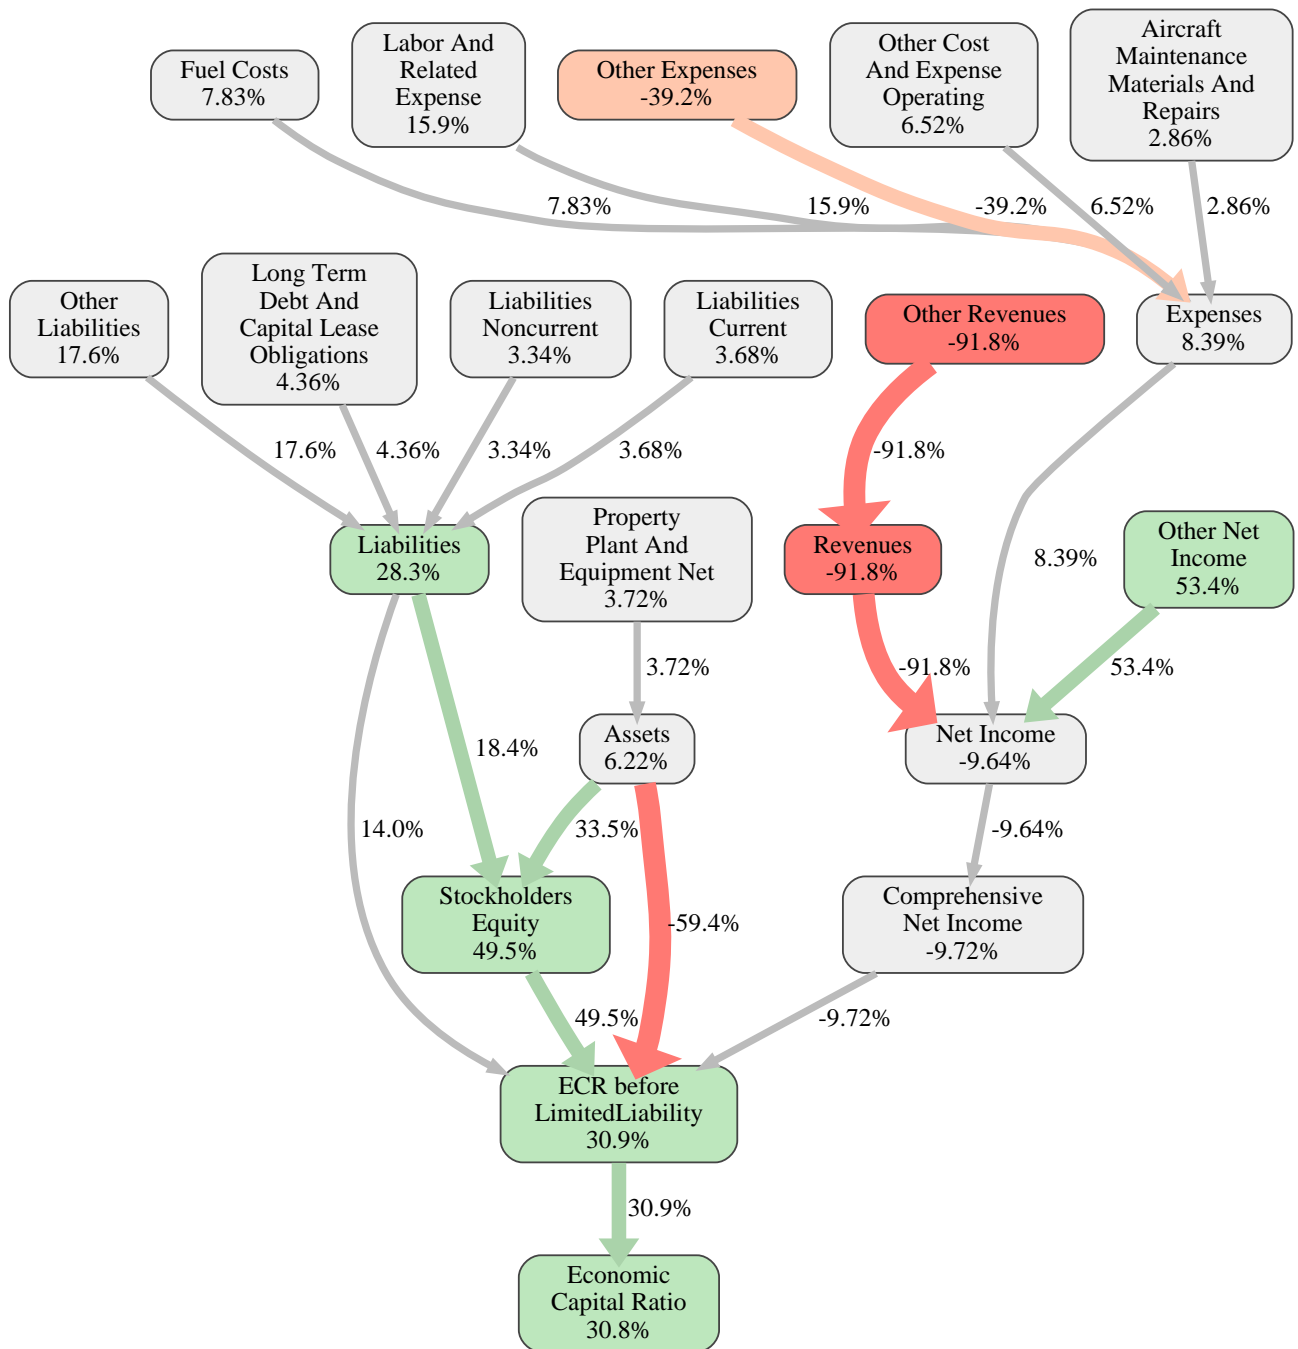 Fuel Costs
7.83%
Labor And
Related
Expense
15.9%
Other Expenses
-39.2%
Other Cost
And Expense
Operating
6.52%
Aircraft
Maintenance
Materials And
Repairs
2.86%
7.83%
15.9%
-39.2%
6.52%
2.86%
Other
Liabilities
17.6%
Long Term
Debt And
Capital Lease
Obligations
4.36%
Liabilities
Noncurrent
3.34%
Liabilities
Current
3.68%
Other Revenues
-91.8%
Expenses
8.39%
17.6%
4.36%
3.34%
3.68%
-91.8%
Liabilities
28.3%
Property
Plant And
Equipment Net
3.72%
Revenues
-91.8%
8.39%
Other Net
Income
53.4%
3.72%
-91.8%
53.4%
18.4%
Assets
6.22%
Net Income
-9.64%
14.0%
33.5%
-59.4%
-9.64%
Stockholders
Equity
49.5%
Comprehensive
Net Income
-9.72%
49.5%
-9.72%
ECR before
LimitedLiability
30.9%
30.9%
Economic
Capital Ratio
30.8%